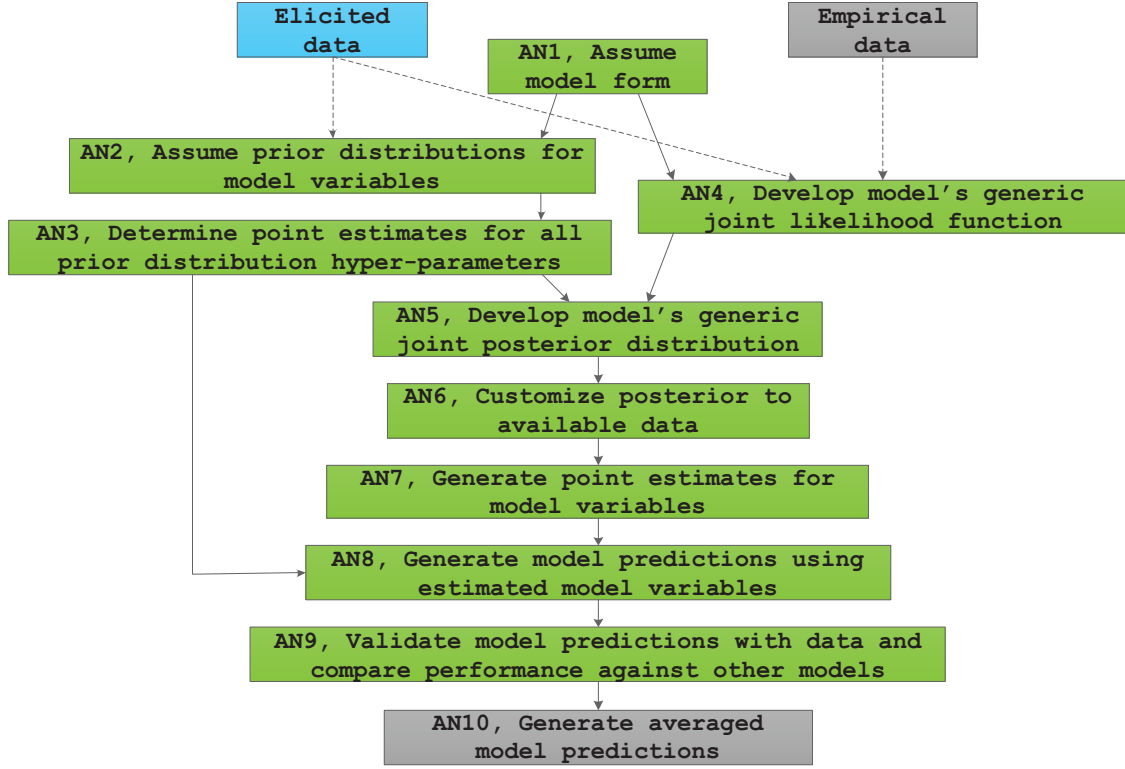 Elicited
data
Empirical
data
AN1, Assume
model form
AN2, Assume prior distributions for
model variables
AN4, Develop model's generic
joint likelihood function
AN3, Determine point estimates for all
prior distribution hyper-parameters
AN5, Develop model's generic
joint posterior distribution
AN6, Customize posterior to
available data
AN7, Generate point estimates for
model variables
AN8, Generate model predictions using
estimated model variables
AN9, Validate model predictions with data and
compare performance against other models
AN10, Generate averaged
model predictions